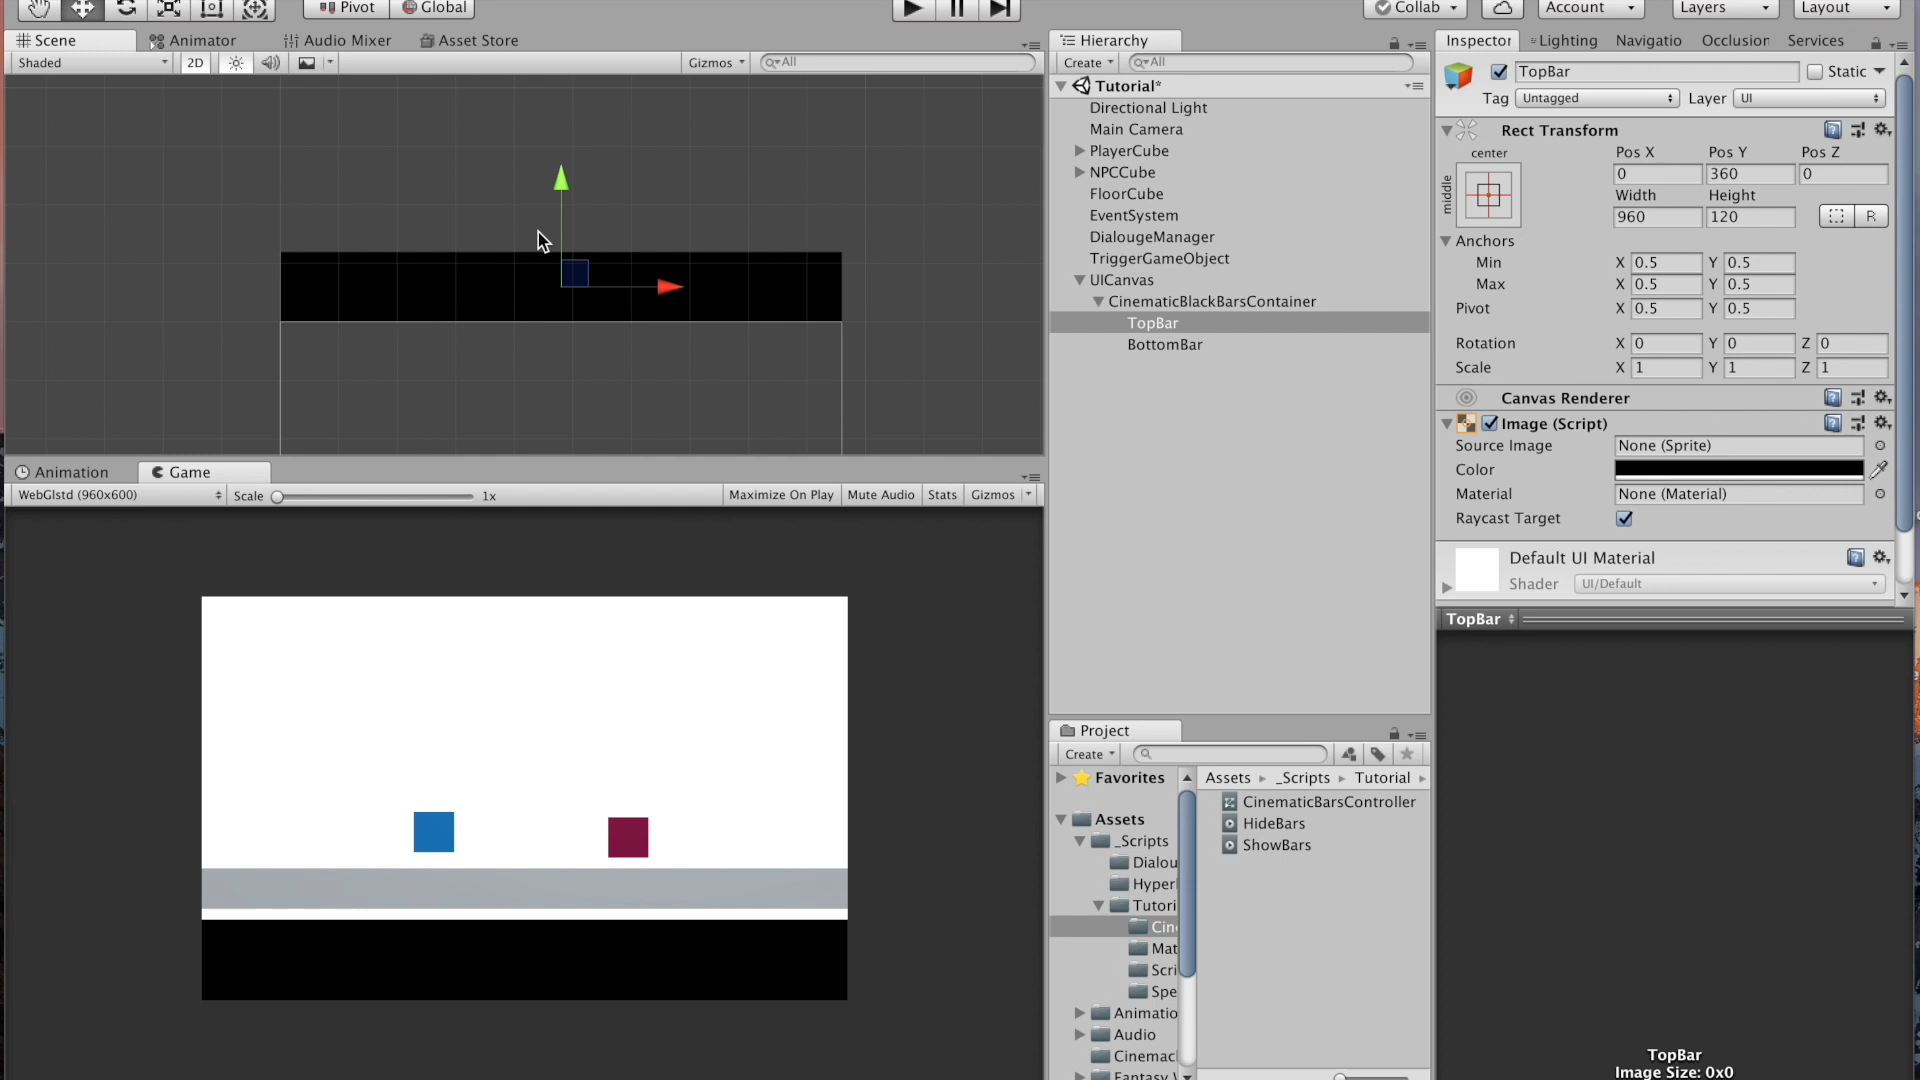 Pivot Global Collab Account Layers Layout
Scene Animator Audio Mixer Asset Store
Shaded 2D Gizmos All
Hierarchy
Create All
Tutorial*
Directional Light
Main Camera
PlayerCube
NPCCube
FloorCube
EventSystem
DialougeManager
TriggerGameObject
UICanvas
CinematicBlackBarsContainer
TopBar
BottomBar
Inspector Lighting Navigatio Occlusion Services
TopBar Static
Tag Untagged Layer UI
Rect Transform
center Pos X Pos Y Pos Z
middle 0 360 0
Width Height
960 120 R
Anchors
Min X 0.5 Y 0.5
Max X 0.5 Y 0.5
Pivot X 0.5 Y 0.5
Rotation X 0 Y 0 Z 0
Scale X 1 Y 1 Z 1
Canvas Renderer
Image (Script)
Source Image None (Sprite)
Color
Material None (Material)
Raycast Target
Default UI Material
Shader UI/Default
TopBar
TopBar
Image Size: 0x0
Animation Game
WebGlstd (960x600) Scale 1x Maximize On Play Mute Audio Stats Gizmos
Project
Create
Favorites
Assets
_Scripts
Dialou
Hyperl
Tutori
Cine
Mat
Scri
Spe
Animatio
Audio
Cinemac
Fantasy
Assets _Scripts Tutorial
CinematicBarsController
HideBars
ShowBars